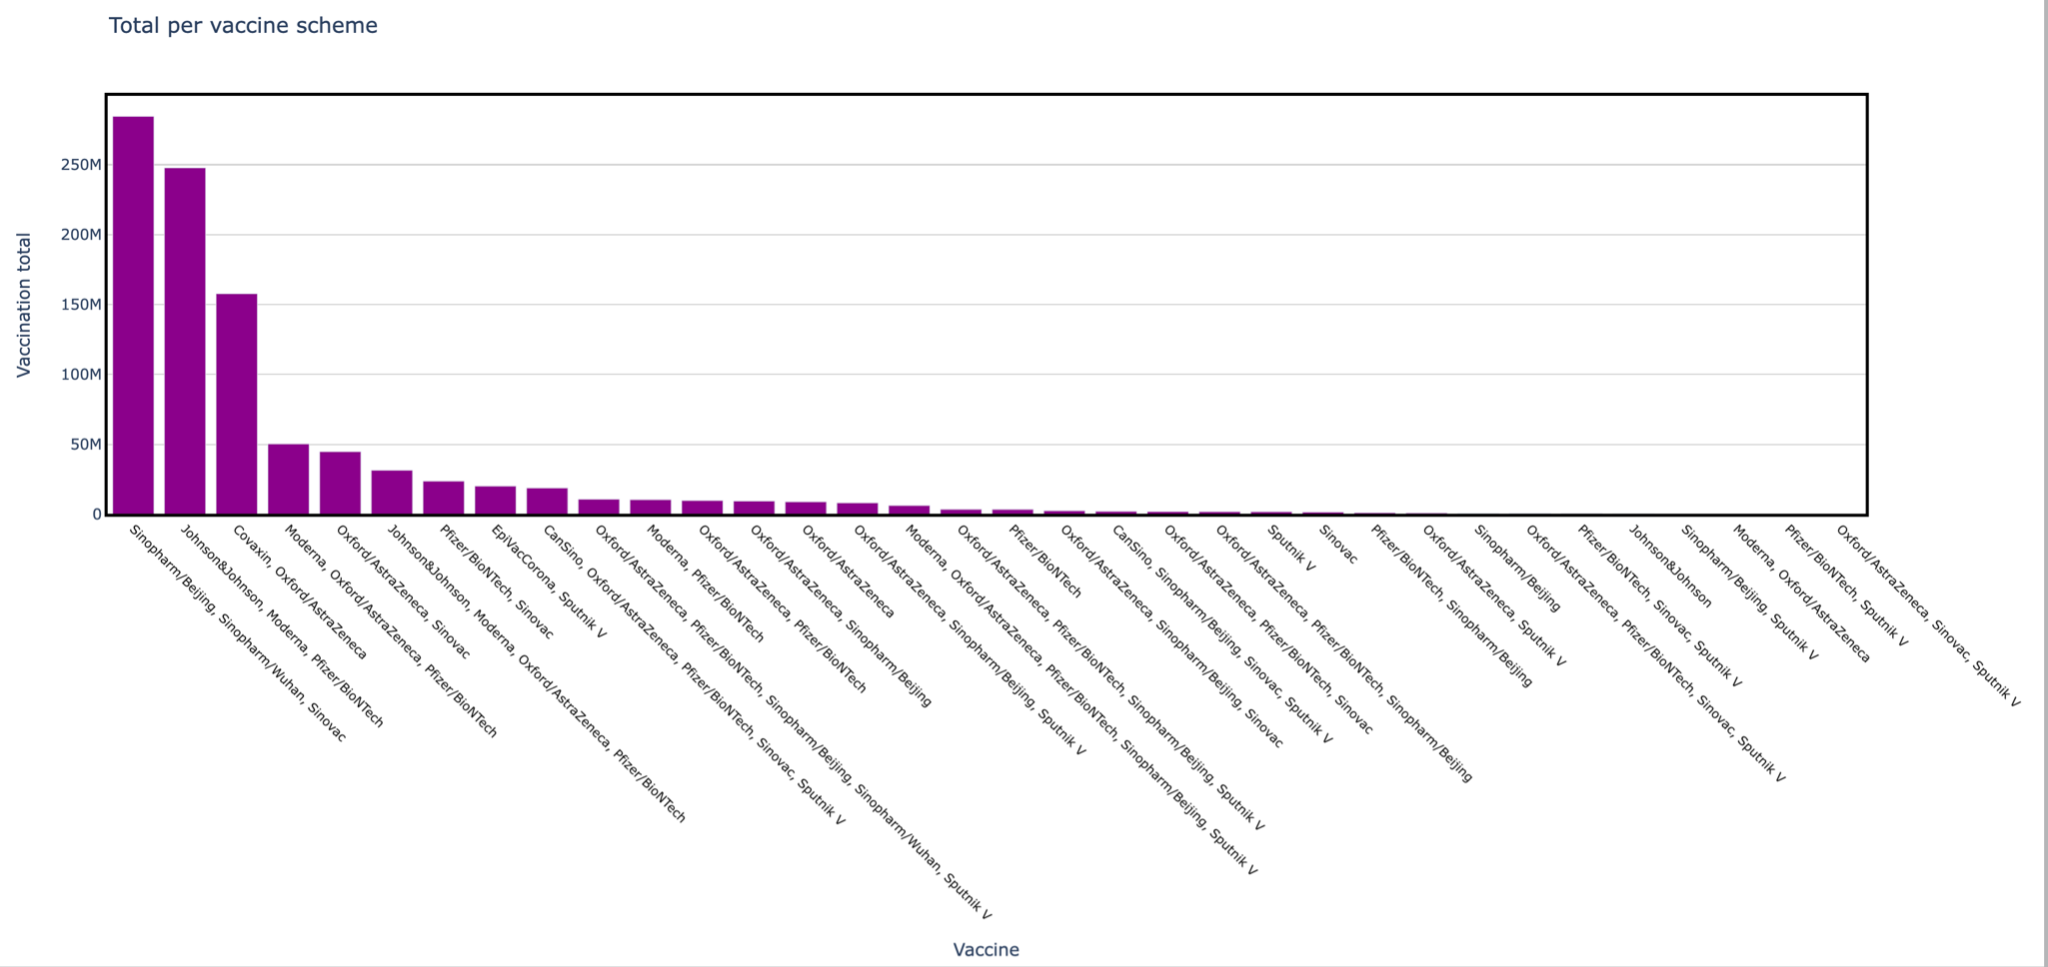 Total per vaccine scheme
Vaccination total
250M
200M
150M
100M
50M
0
Sinopharm/Beijing, Sinopharm/Wuhan, Sinovac
Johnson&Johnson, Moderna, Pfizer/BioNTech
Covaxin, Oxford/AstraZeneca
Moderna, Oxford/AstraZeneca, Pfizer/BioNTech
Oxford/AstraZeneca, Sinovac
Johnson&Johnson, Moderna, Oxford/AstraZeneca, Pfizer/BioNTech
Pfizer/BioNTech, Sinovac
EpiVacCorona, Sputnik V
CanSino, Oxford/AstraZeneca, Pfizer/BioNTech, Sinovac, Sputnik V
Oxford/AstraZeneca, Pfizer/BioNTech, Sinopharm/Beijing, Sinopharm/Wuhan, Sputnik V
Moderna, Pfizer/BioNTech
Oxford/AstraZeneca, Pfizer/BioNTech
Oxford/AstraZeneca, Sinopharm/Beijing
Oxford/AstraZeneca
Oxford/AstraZeneca, Sinopharm/Beijing, Sputnik V
Moderna, Oxford/AstraZeneca, Pfizer/BioNTech, Sinopharm/Beijing, Sputnik V
Oxford/AstraZeneca, Pfizer/BioNTech, Sinopharm/Beijing, Sputnik V
Pfizer/BioNTech
Oxford/AstraZeneca, Sinopharm/Beijing, Sinovac
CanSino, Sinopharm/Beijing, Sinovac, Sputnik V
Oxford/AstraZeneca, Pfizer/BioNTech, Sinovac
Oxford/AstraZeneca, Pfizer/BioNTech, Sinopharm/Beijing
Sputnik V
Sinovac
Pfizer/BioNTech, Sinopharm/Beijing
Oxford/AstraZeneca, Sputnik V
Sinopharm/Beijing
Oxford/AstraZeneca, Pfizer/BioNTech, Sinovac, Sputnik V
Pfizer/BioNTech, Sinovac, Sputnik V
Johnson&Johnson
Sinopharm/Beijing, Sputnik V
Moderna, Oxford/AstraZeneca
Pfizer/BioNTech, Sputnik V
Oxford/AstraZeneca, Sinovac, Sputnik V
Vaccine